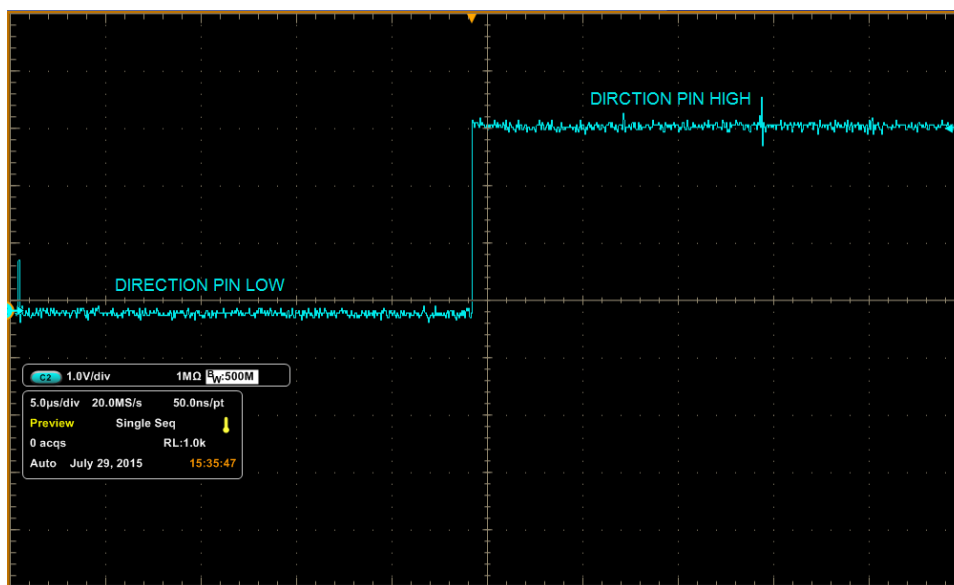 DIRCTION PIN HIGH
DIRECTION PIN LOW
C2 1.0V/div 1MΩ BW:500M
5.0µs/div 20.0MS/s 50.0ns/pt
Preview Single Seq
0 acqs RL:1.0k
Auto July 29, 2015 15:35:47